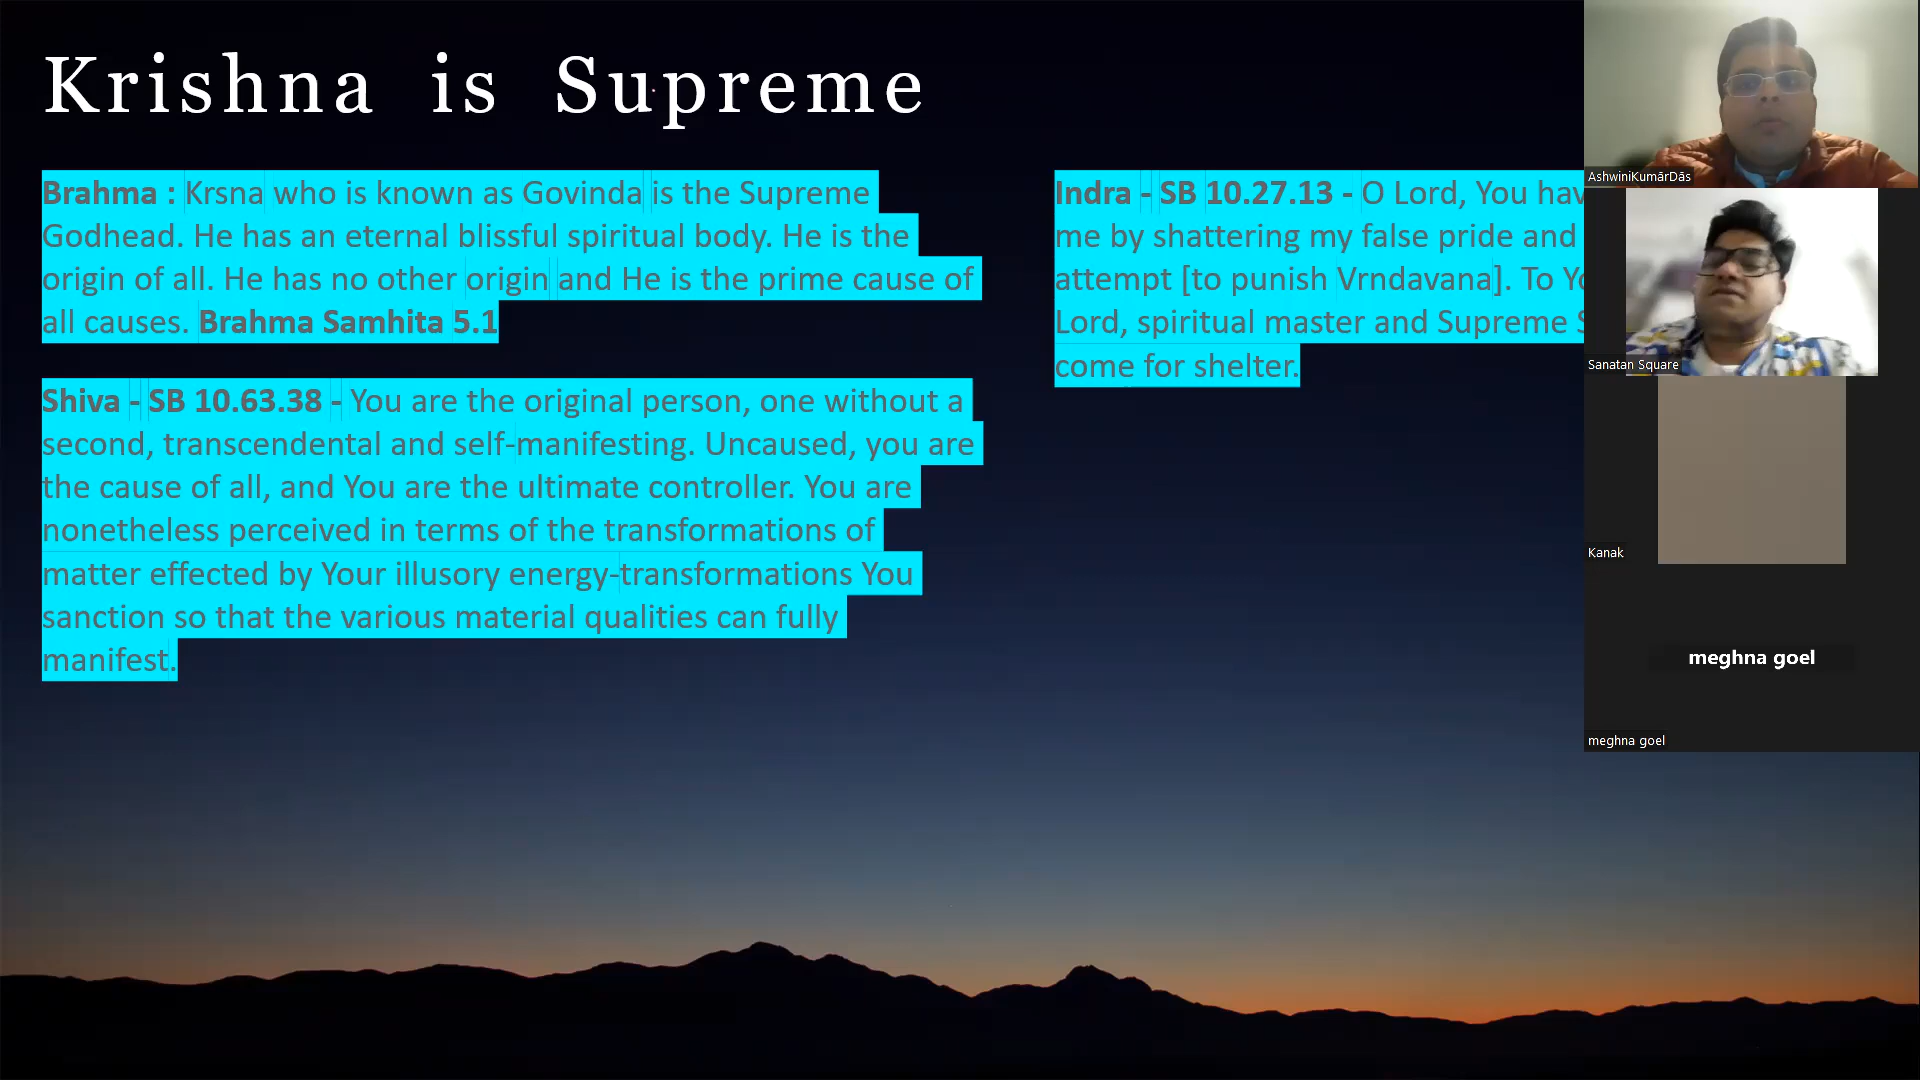 Krishna is Supreme
Brahma : Krsna who is known as Govinda is the Supreme
Godhead. He has an eternal blissful spiritual body. He is the
origin of all. He has no other origin and He is the prime cause of
all causes. Brahma Samhita 5.1
Shiva - SB 10.63.38 - You are the original person, one without a
second, transcendental and self-manifesting. Uncaused, you are
the cause of all, and You are the ultimate controller. You are
nonetheless perceived in terms of the transformations of
matter effected by Your illusory energy-transformations You
sanction so that the various material qualities can fully
manifest.
Indra - SB 10.27.13 - O Lord, You
me by shattering my false pride and
attempt [to punish Vrndavana]. To
Lord, spiritual master and Supreme
come for shelter.
AshwiniKumārDās
Sanatan Square
Kanak
meghna goel
meghna goel